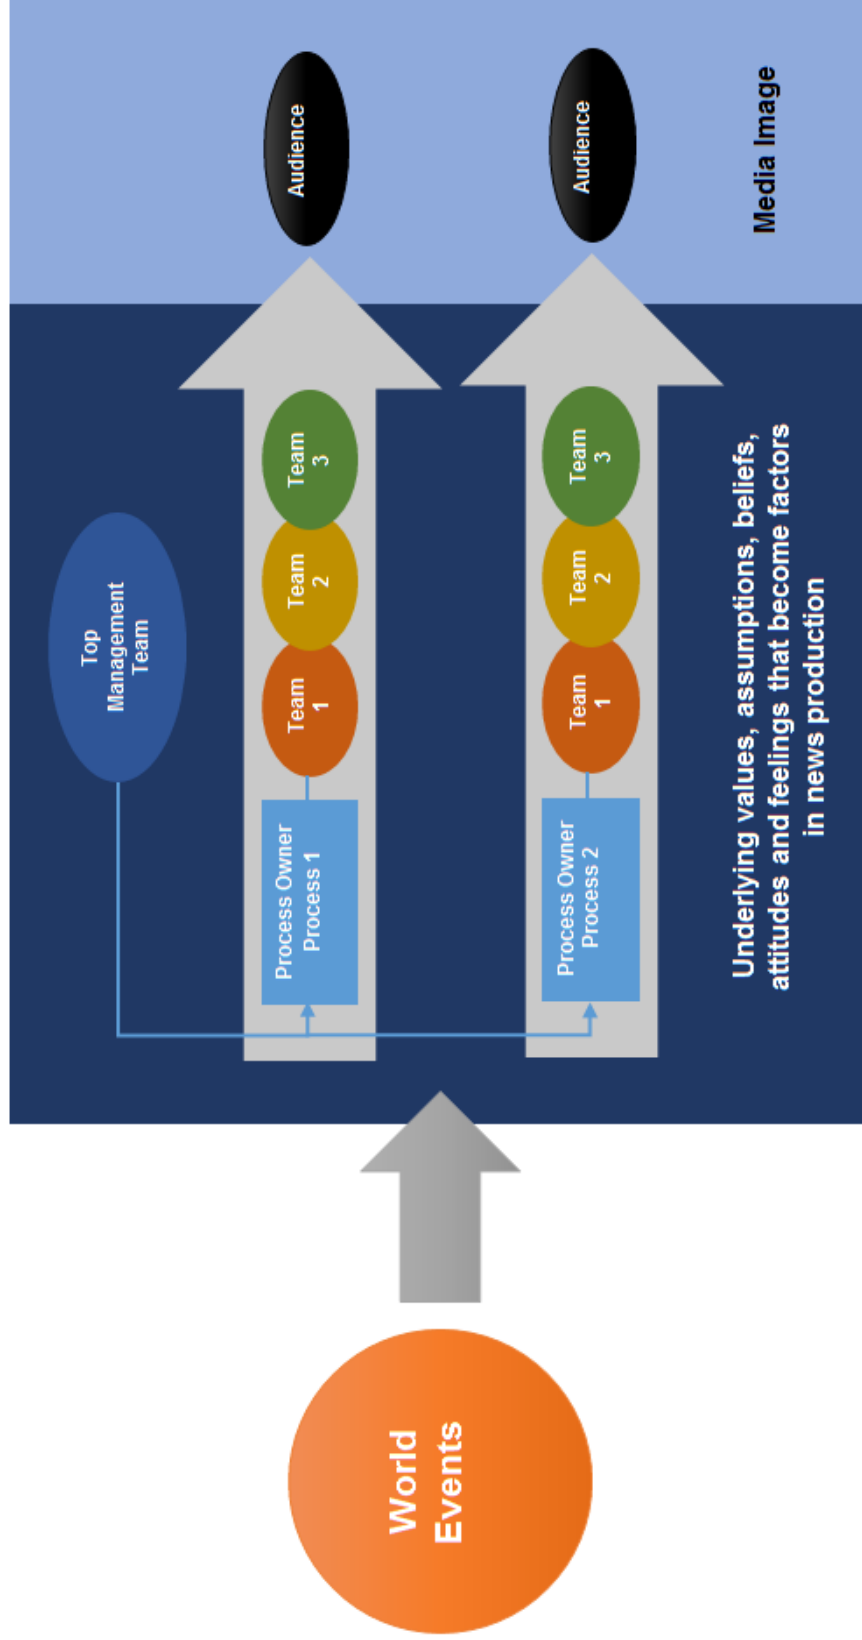 World
Events
Top
Management
Team
Process Owner
Process 1
Team
1
Team
2
Team
3
Audience
Process Owner
Process 2
Team
1
Team
2
Team
3
Audience
Underlying values, assumptions, beliefs,
attitudes and feelings that become factors
in news production
Media Image